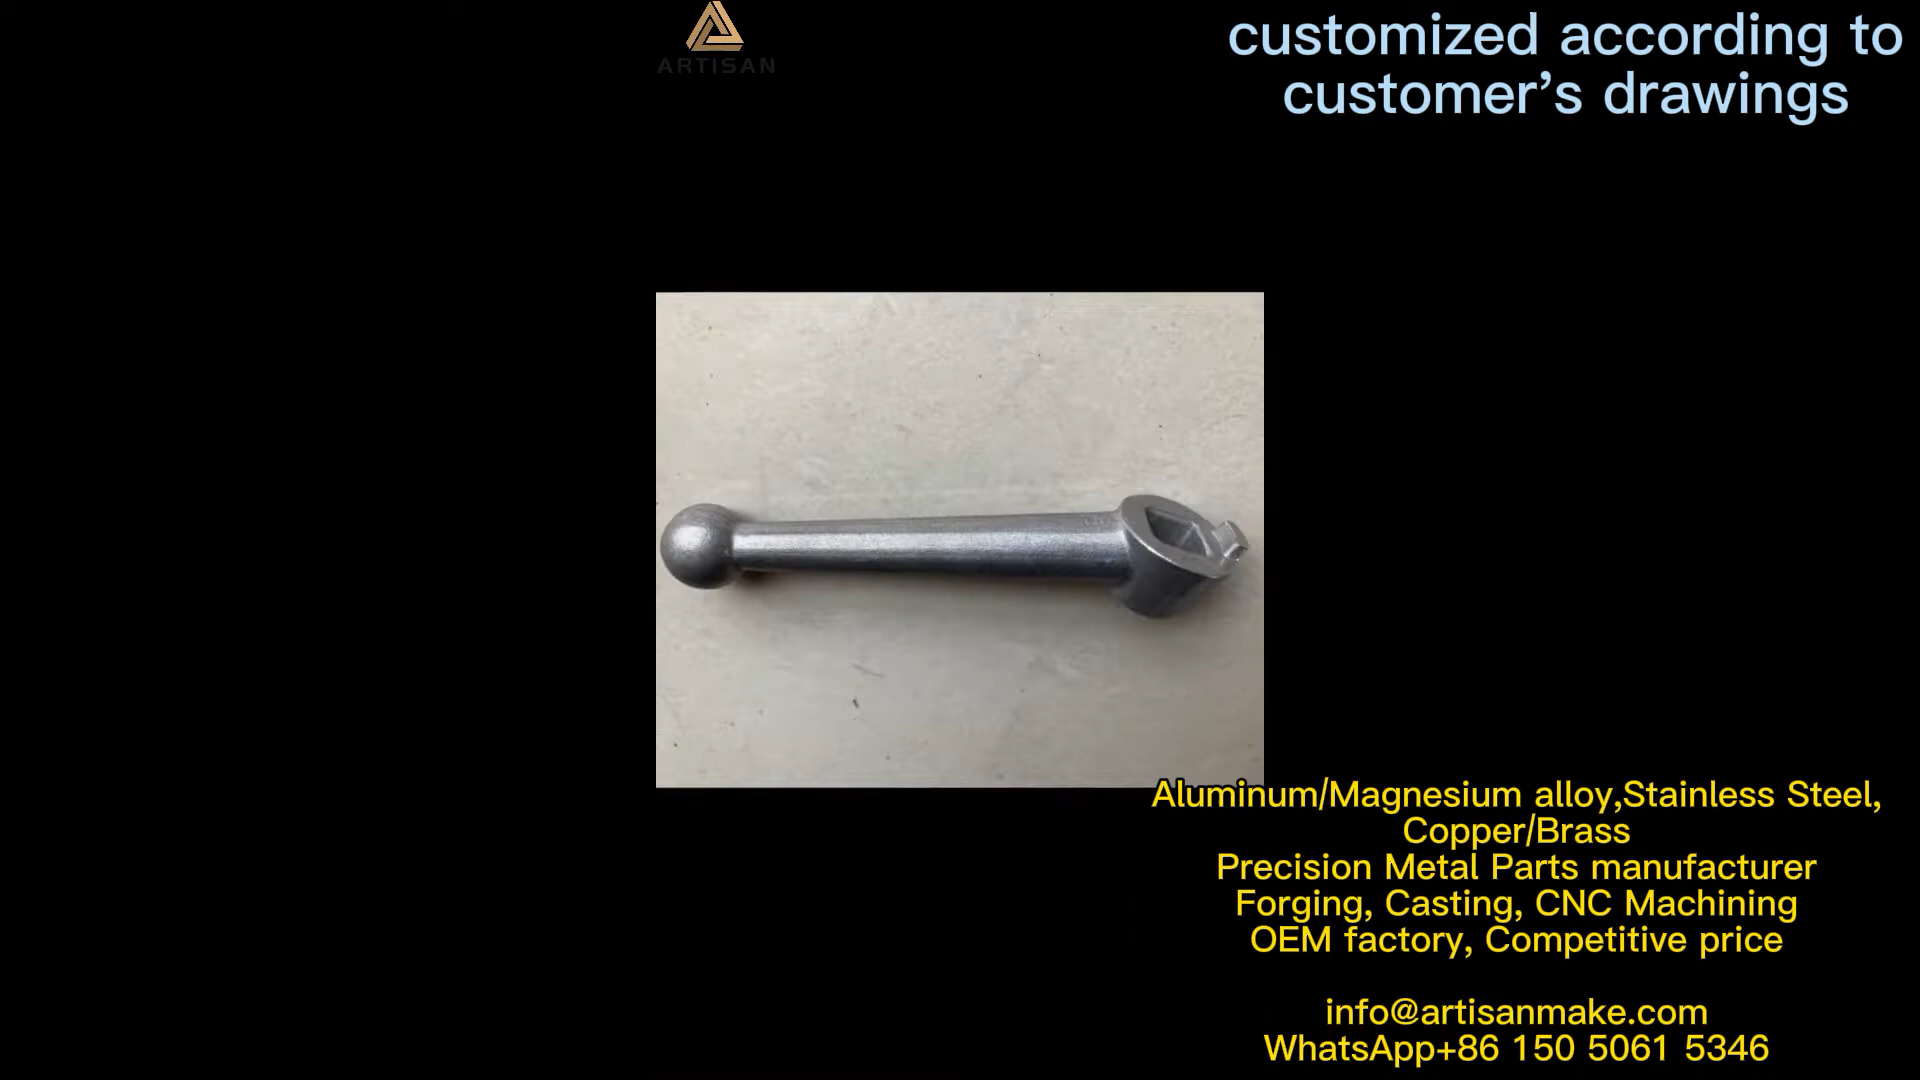 ARTISAN
customized according to
customer’s drawings
Aluminum/Magnesium alloy,Stainless Steel,
Copper/Brass
Precision Metal Parts manufacturer
Forging, Casting, CNC Machining
OEM factory, Competitive price
info@artisanmake.com
WhatsApp+86 150 5061 5346